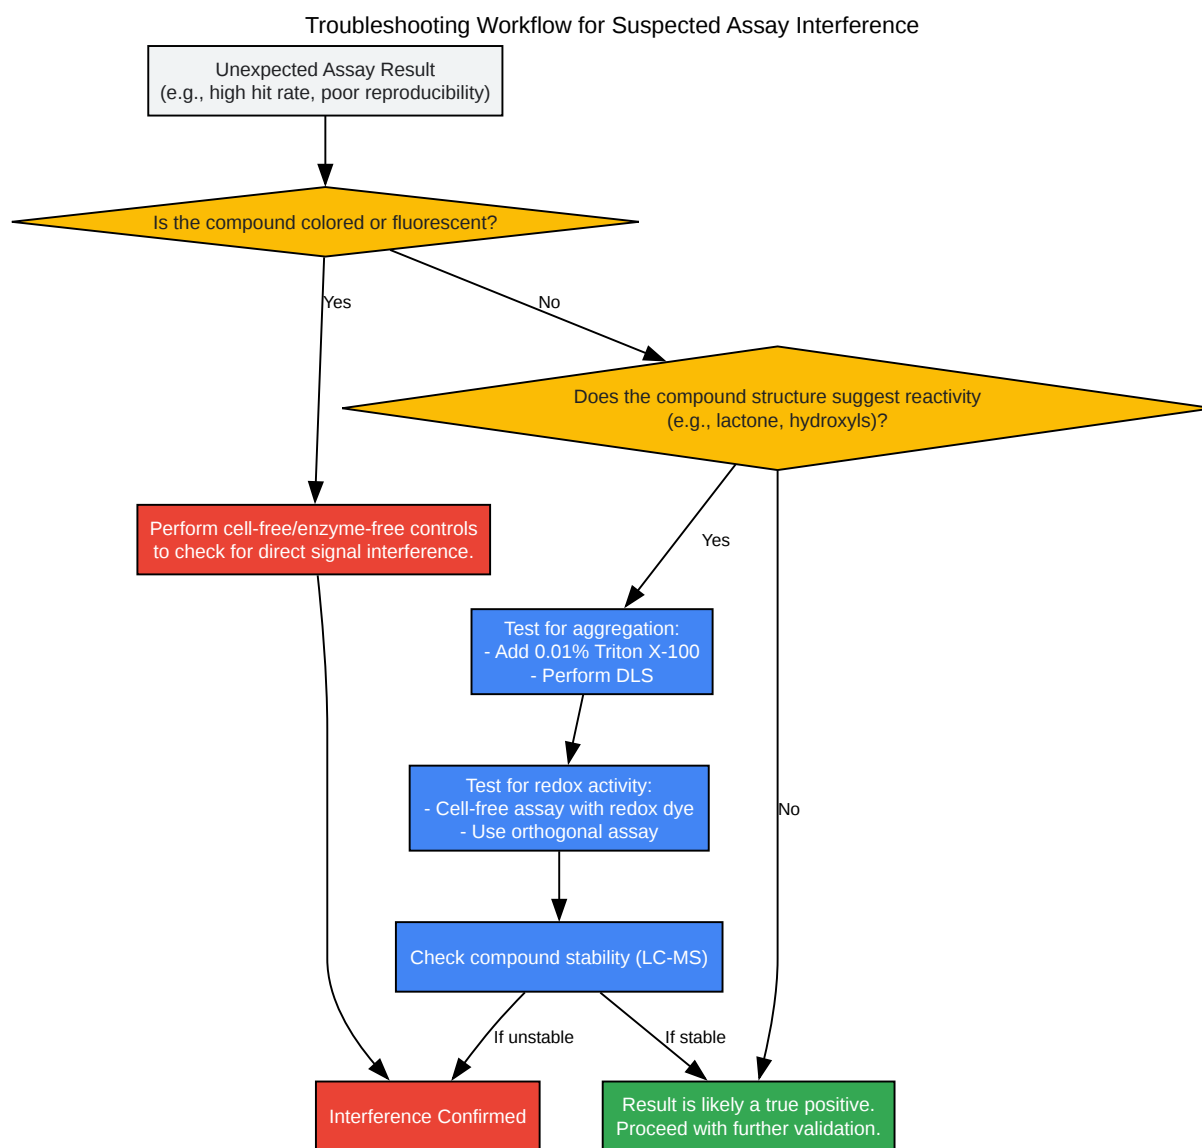 Troubleshooting Workflow for Suspected Assay Interference
Unexpected Assay Result
(e.g., high hit rate, poor reproducibility)
Is the compound colored or fluorescent?
Yes
No
Does the compound structure suggest reactivity
(e.g., lactone, hydroxyls)?
Perform cell-free/enzyme-free controls
to check for direct signal interference.
Yes
Test for aggregation:
- Add 0.01% Triton X-100
- Perform DLS
Test for redox activity:
- Cell-free assay with redox dye
- Use orthogonal assay
No
Check compound stability (LC-MS)
If unstable
If stable
Interference Confirmed
Result is likely a true positive.
Proceed with further validation.